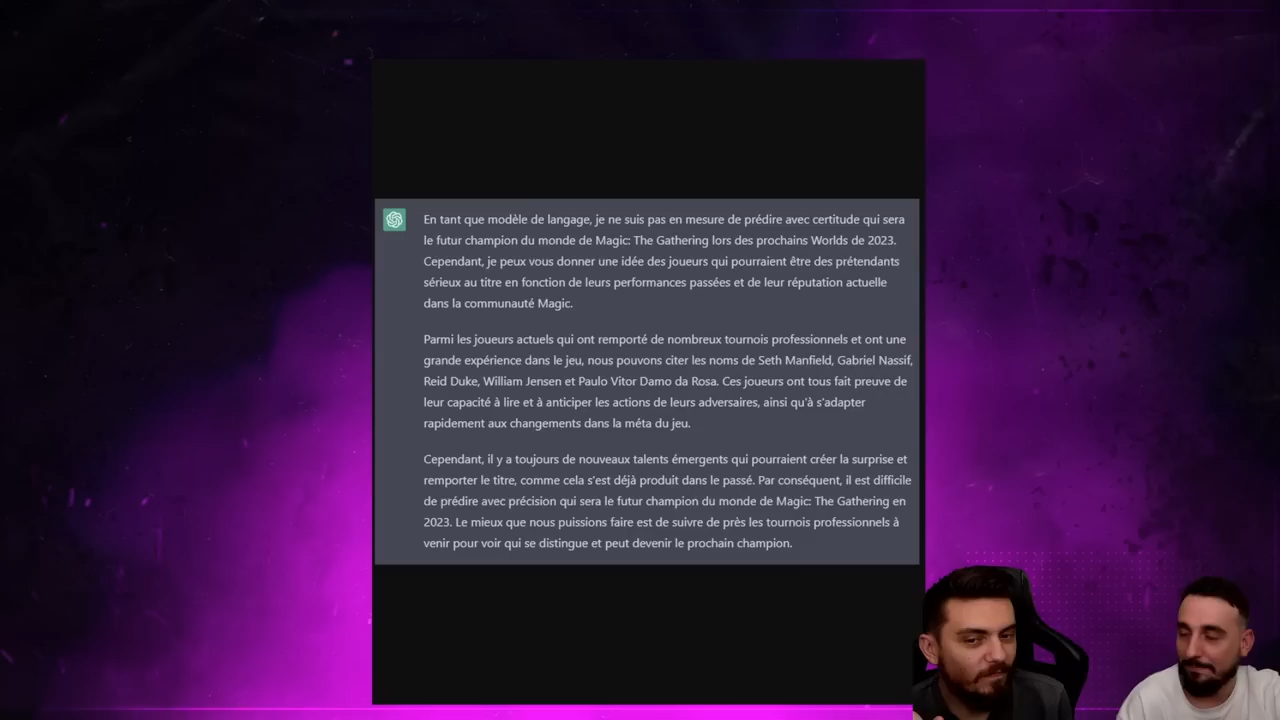 En tant que modèle de langage, je ne suis pas en mesure de prédire avec certitude qui sera
le futur champion du monde de Magic: The Gathering lors des prochains Worlds de 2023.
Cependant, je peux vous donner une idée des joueurs qui pourraient être des prétendants
sérieux au titre en fonction de leurs performances passées et de leur réputation actuelle
dans la communauté Magic.
Parmi les joueurs actuels qui ont remporté de nombreux tournois professionnels et ont une
grande expérience dans le jeu, nous pouvons citer les noms de Seth Manfield, Gabriel Nassif,
Reid Duke, William Jensen et Paulo Vitor Damo da Rosa. Ces joueurs ont tous fait preuve de
leur capacité à lire et à anticiper les actions de leurs adversaires, ainsi qu'à s'adapter
rapidement aux changements dans la méta du jeu.
Cependant, il y a toujours de nouveaux talents émergents qui pourraient créer la surprise et
remporter le titre, comme cela s'est déjà produit dans le passé. Par conséquent, il est difficile
de prédire avec précision qui sera le futur champion du monde de Magic: The Gathering en
2023. Le mieux que nous puissions faire est de suivre de près les tournois professionnels à
venir pour voir qui se distingue et peut devenir le prochain champion.